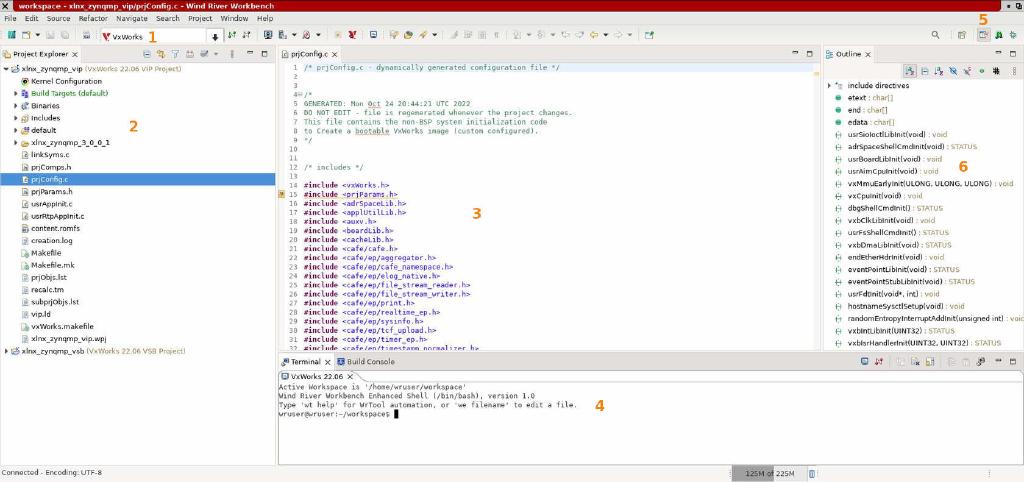 workspace - xlnx_zynqmp_vip/prjConfig.c - Wind River Workbench
File Edit Source Refactor Navigate Search Project Window Help
VxWorks 1
5
Project Explorer
xlnx_zynqmp_vip (VxWorks 22.06 VIP Project)
Kernel Configuration
Build Targets (default)
Binaries
Includes
default
xlnx_zynqmp_3_0_0_1
linkSyms.c
prjComps.h
prjConfig.c
prjParams.h
usrAppInit.c
usrRtpAppInit.c
content.romfs
creation.log
Makefile
Makefile.mk
prjObjs.lst
recalc.tm
subprjObjs.lst
vip.ld
vxWorks.makefile
xlnx_zynqmp_vip.wpj
xlnx_zynqmp_vsb (VxWorks 22.06 VSB Project)
2
prjConfig.c
1 /* prjConfig.c - dynamically generated configuration file */
2
3
4 /*
5 GENERATED: Mon Oct 24 20:44:21 UTC 2022
6 DO NOT EDIT - file is regenerated whenever the project changes.
7 This file contains the non-BSP system initialization code
8 to Create a bootable VxWorks image (custom configured).
9 */
10
11
12 /* includes */
13
14 #include <vxWorks.h>
15 #include <prjParams.h>
16 #include <adrSpaceLib.h>
17 #include <applUtilLib.h>
18 #include <auxv.h>
19 #include <boardLib.h>
20 #include <cacheLib.h>
21 #include <cafe/cafe.h>
22 #include <cafe/ep/aggregator.h>
23 #include <cafe/ep/cafe_namespace.h>
24 #include <cafe/ep/elog_native.h>
25 #include <cafe/ep/file_stream_reader.h>
26 #include <cafe/ep/file_stream_writer.h>
27 #include <cafe/ep/print.h>
28 #include <cafe/ep/realtime_ep.h>
29 #include <cafe/ep/sysinfo.h>
30 #include <cafe/ep/tcf_upload.h>
31 #include <cafe/ep/timer_ep.h>
32 #include <cafe/ep/timestamp_normalizer.h>
3
Outline
include directives
etext : char[]
end : char[]
edata : char[]
usrSioIoctlLibInit(void) : void
adrSpaceShellCmdInit() : STATUS
usrBoardLibInit(void) : void
usrAimCpuInit(void) : void
vxMmuEarlyInit(ULONG, ULONG, ULONG) : void
vxCpuInit(void) : void
dbgShellCmdInit() : STATUS
vxbClkLibInit(void) : void
usrFsShellCmdInit() : STATUS
vxbDmaLibInit(void) : STATUS
endEtherHdrInit(void) : void
eventPointLibInit(void) : STATUS
eventPointStubLibInit(void) : STATUS
usrFdtInit(void*, int) : void
hostnameSysctlSetup(void) : void
randomEntropyInterruptAddInit(unsigned int) : voi
vxbIntLibInit(UINT32) : STATUS
vxbIsrHandlerInit(UINT32, UINT32) : STATUS
6
Terminal Build Console
VxWorks 22.06
Active Workspace is '/home/wruser/workspace'
Wind River Workbench Enhanced Shell (/bin/bash), version 1.0
Type 'wt help' for WrTool automation, or 'we filename' to edit a file.
wruser@wruser:~/workspace$
4
Connected - Encoding: UTF-8
125M of 225M